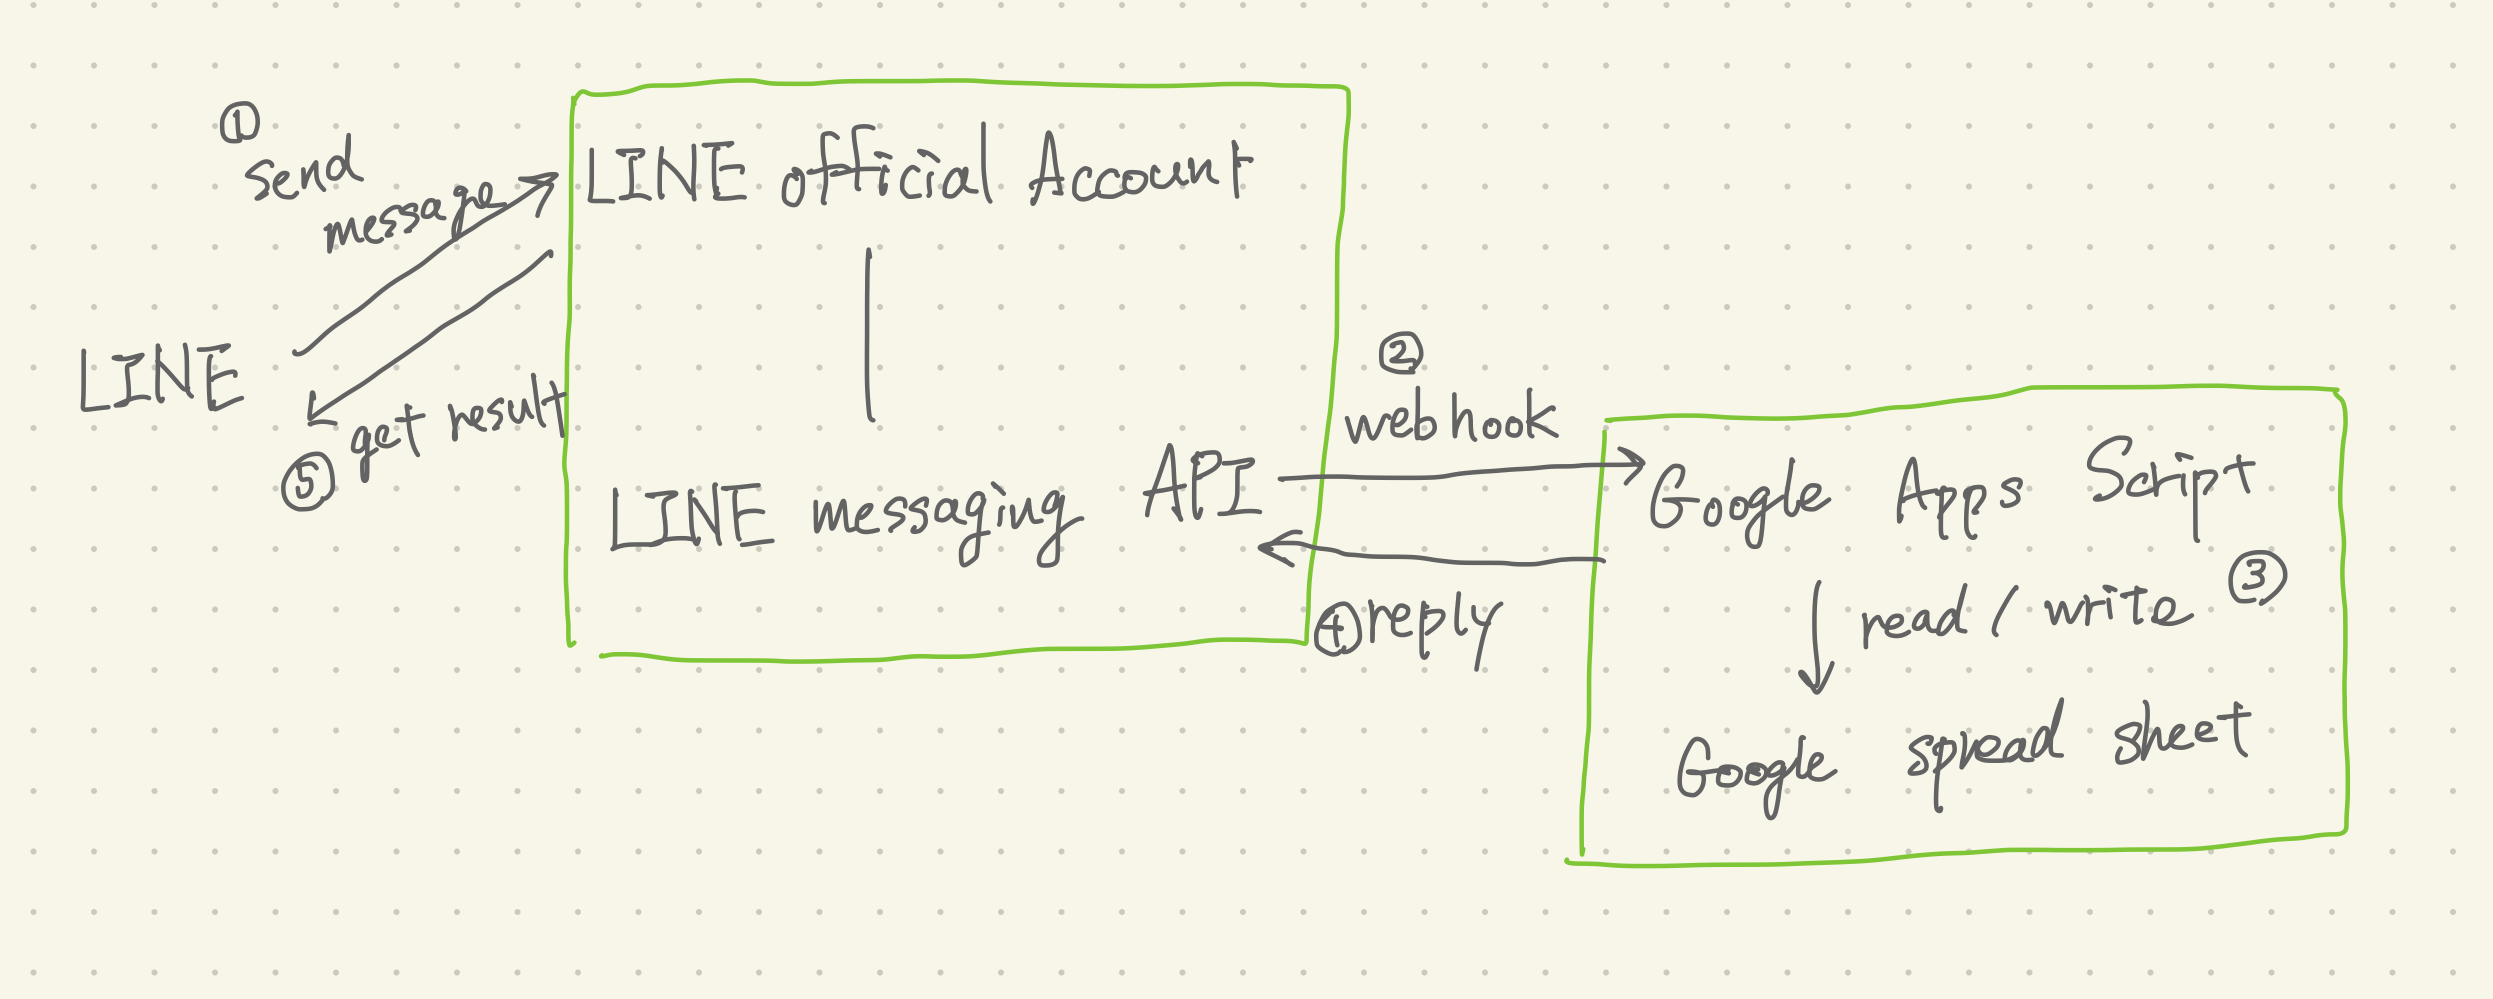 ①
send
message
LINE official Account
LINE
②
webhook
get result
⑤
LINE Messaging API
Google Apps Script
③
read / write
④ reply
Google spread sheet